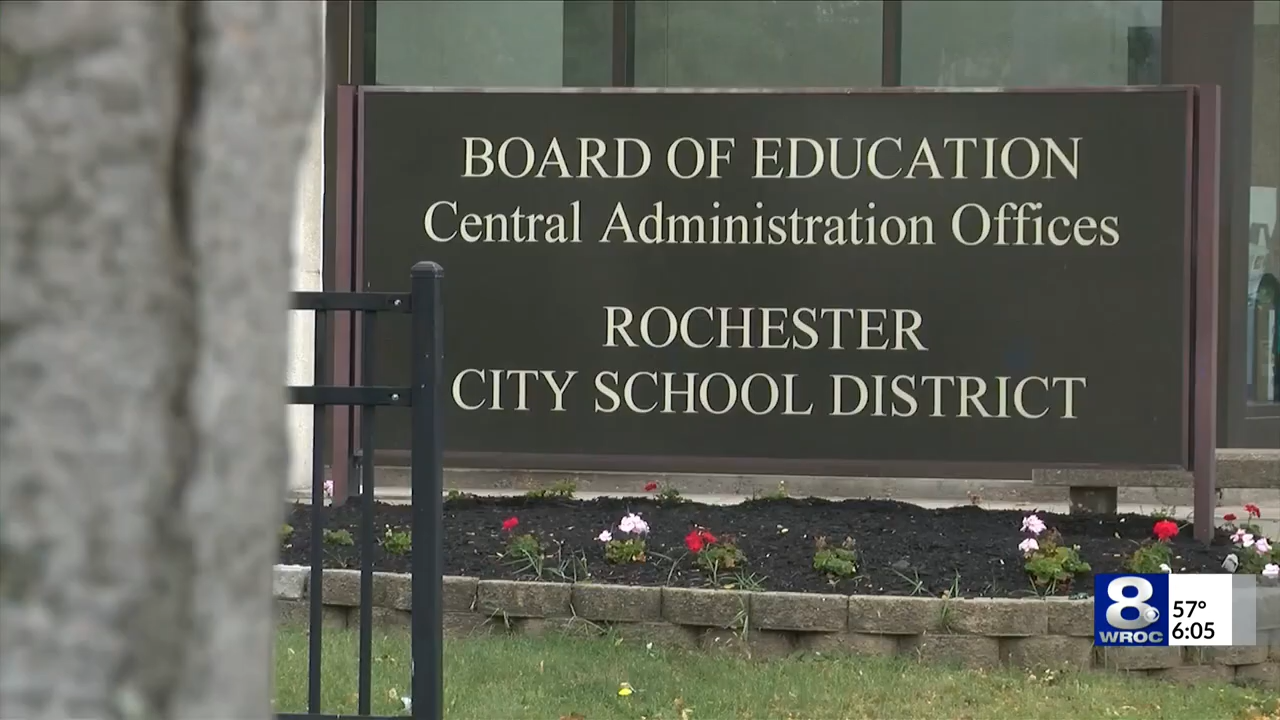 BOARD OF EDUCATION
Central Administration Offices
ROCHESTER
CITY SCHOOL DISTRICT
8
WROC
57°
6:05